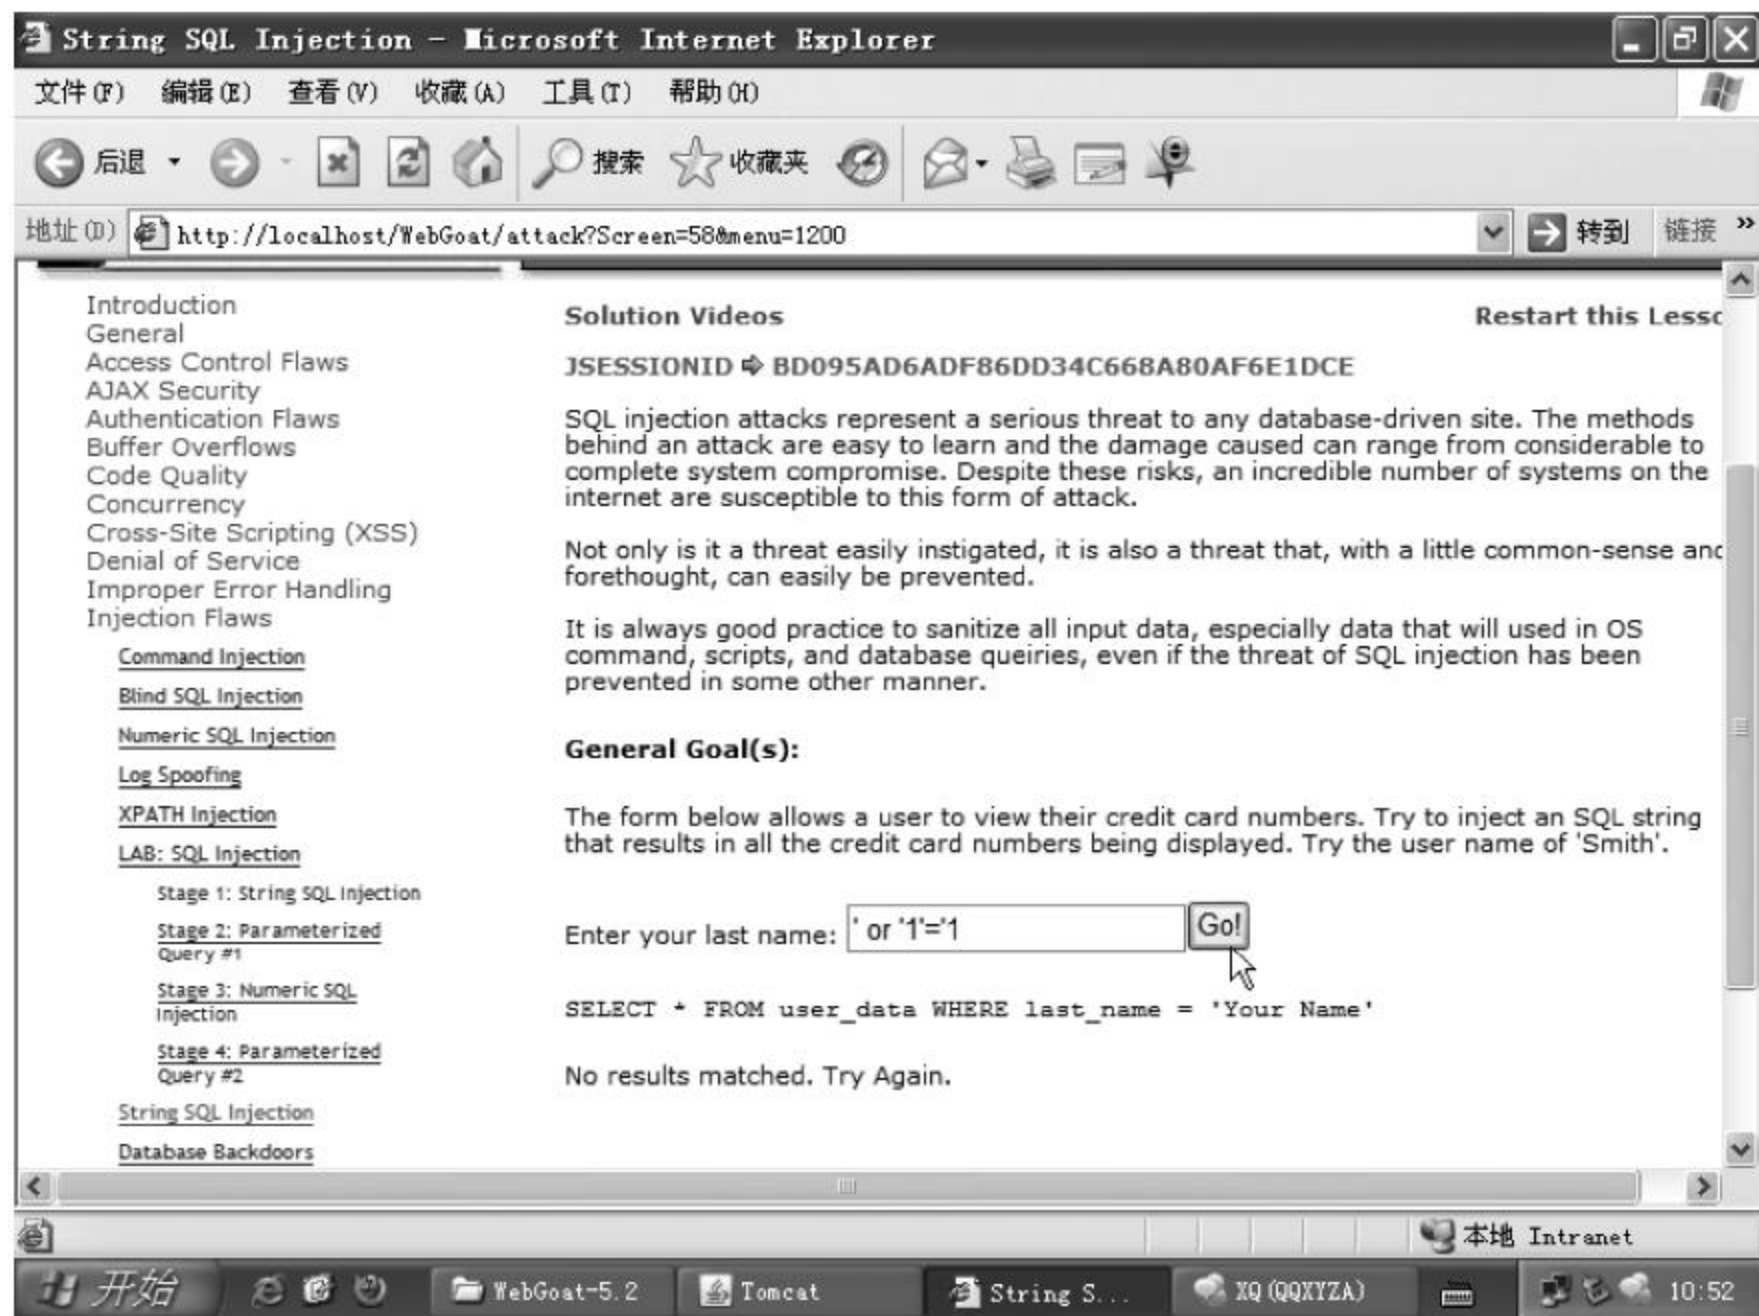 String SQL Injection - Microsoft Internet Explorer
文件(F) 编辑(E) 查看(V) 收藏(A) 工具(T) 帮助(H)
后退 搜索 收藏夹
地址(D) http://localhost/WebGoat/attack?Screen=58&menu=1200 转到 链接 »
Introduction
General
Access Control Flaws
AJAX Security
Authentication Flaws
Buffer Overflows
Code Quality
Concurrency
Cross-Site Scripting (XSS)
Denial of Service
Improper Error Handling
Injection Flaws
Command Injection
Blind SQL Injection
Numeric SQL Injection
Log Spoofing
XPATH Injection
LAB: SQL Injection
Stage 1: String SQL Injection
Stage 2: Parameterized
Query #1
Stage 3: Numeric SQL
Injection
Stage 4: Parameterized
Query #2
String SQL Injection
Database Backdoors
Solution Videos Restart this Lesso
JSESSIONID ➩ BD095AD6ADF86DD34C668A80AF6E1DCE
SQL injection attacks represent a serious threat to any database-driven site. The methods
behind an attack are easy to learn and the damage caused can range from considerable to
complete system compromise. Despite these risks, an incredible number of systems on the
internet are susceptible to this form of attack.
Not only is it a threat easily instigated, it is also a threat that, with a little common-sense and
forethought, can easily be prevented.
It is always good practice to sanitize all input data, especially data that will used in OS
command, scripts, and database queiries, even if the threat of SQL injection has been
prevented in some other manner.
General Goal(s):
The form below allows a user to view their credit card numbers. Try to inject an SQL string
that results in all the credit card numbers being displayed. Try the user name of 'Smith'.
Enter your last name: ' or '1'='1 Go!
SELECT * FROM user_data WHERE last_name = 'Your Name'
No results matched. Try Again.
本地 Intranet
开始 WebGoat-5.2 Tomcat String S... XQ(QQXYZA) 10:52